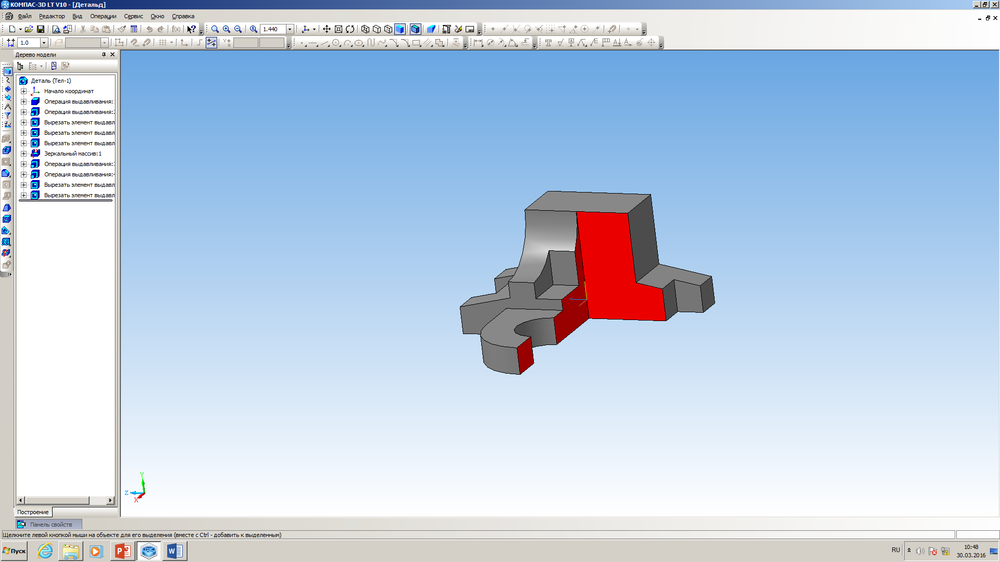 КОМПАС-3D LT V10 - [Детальд]
Файл Редактор Вид Операции Сервис Окно Справка
1.440
f(x)
1.0
Дерево модели
Деталь (Тел-1)
Начало координат
Операция выдавливания:
Операция выдавливания:2
Вырезать элемент выдавл
Вырезать элемент выдавл
Вырезать элемент выдавл
Зеркальный массив:1
Операция выдавливания:3
Операция выдавливания:4
Вырезать элемент выдавл
Вырезать элемент выдавл
Y
Z
X
Построение
Панель свойств
Щелкните левой кнопкой мыши на объекте для его выделения (вместе с Ctrl - добавить к выделенным)
Пуск
RU
10:48
30.03.2016